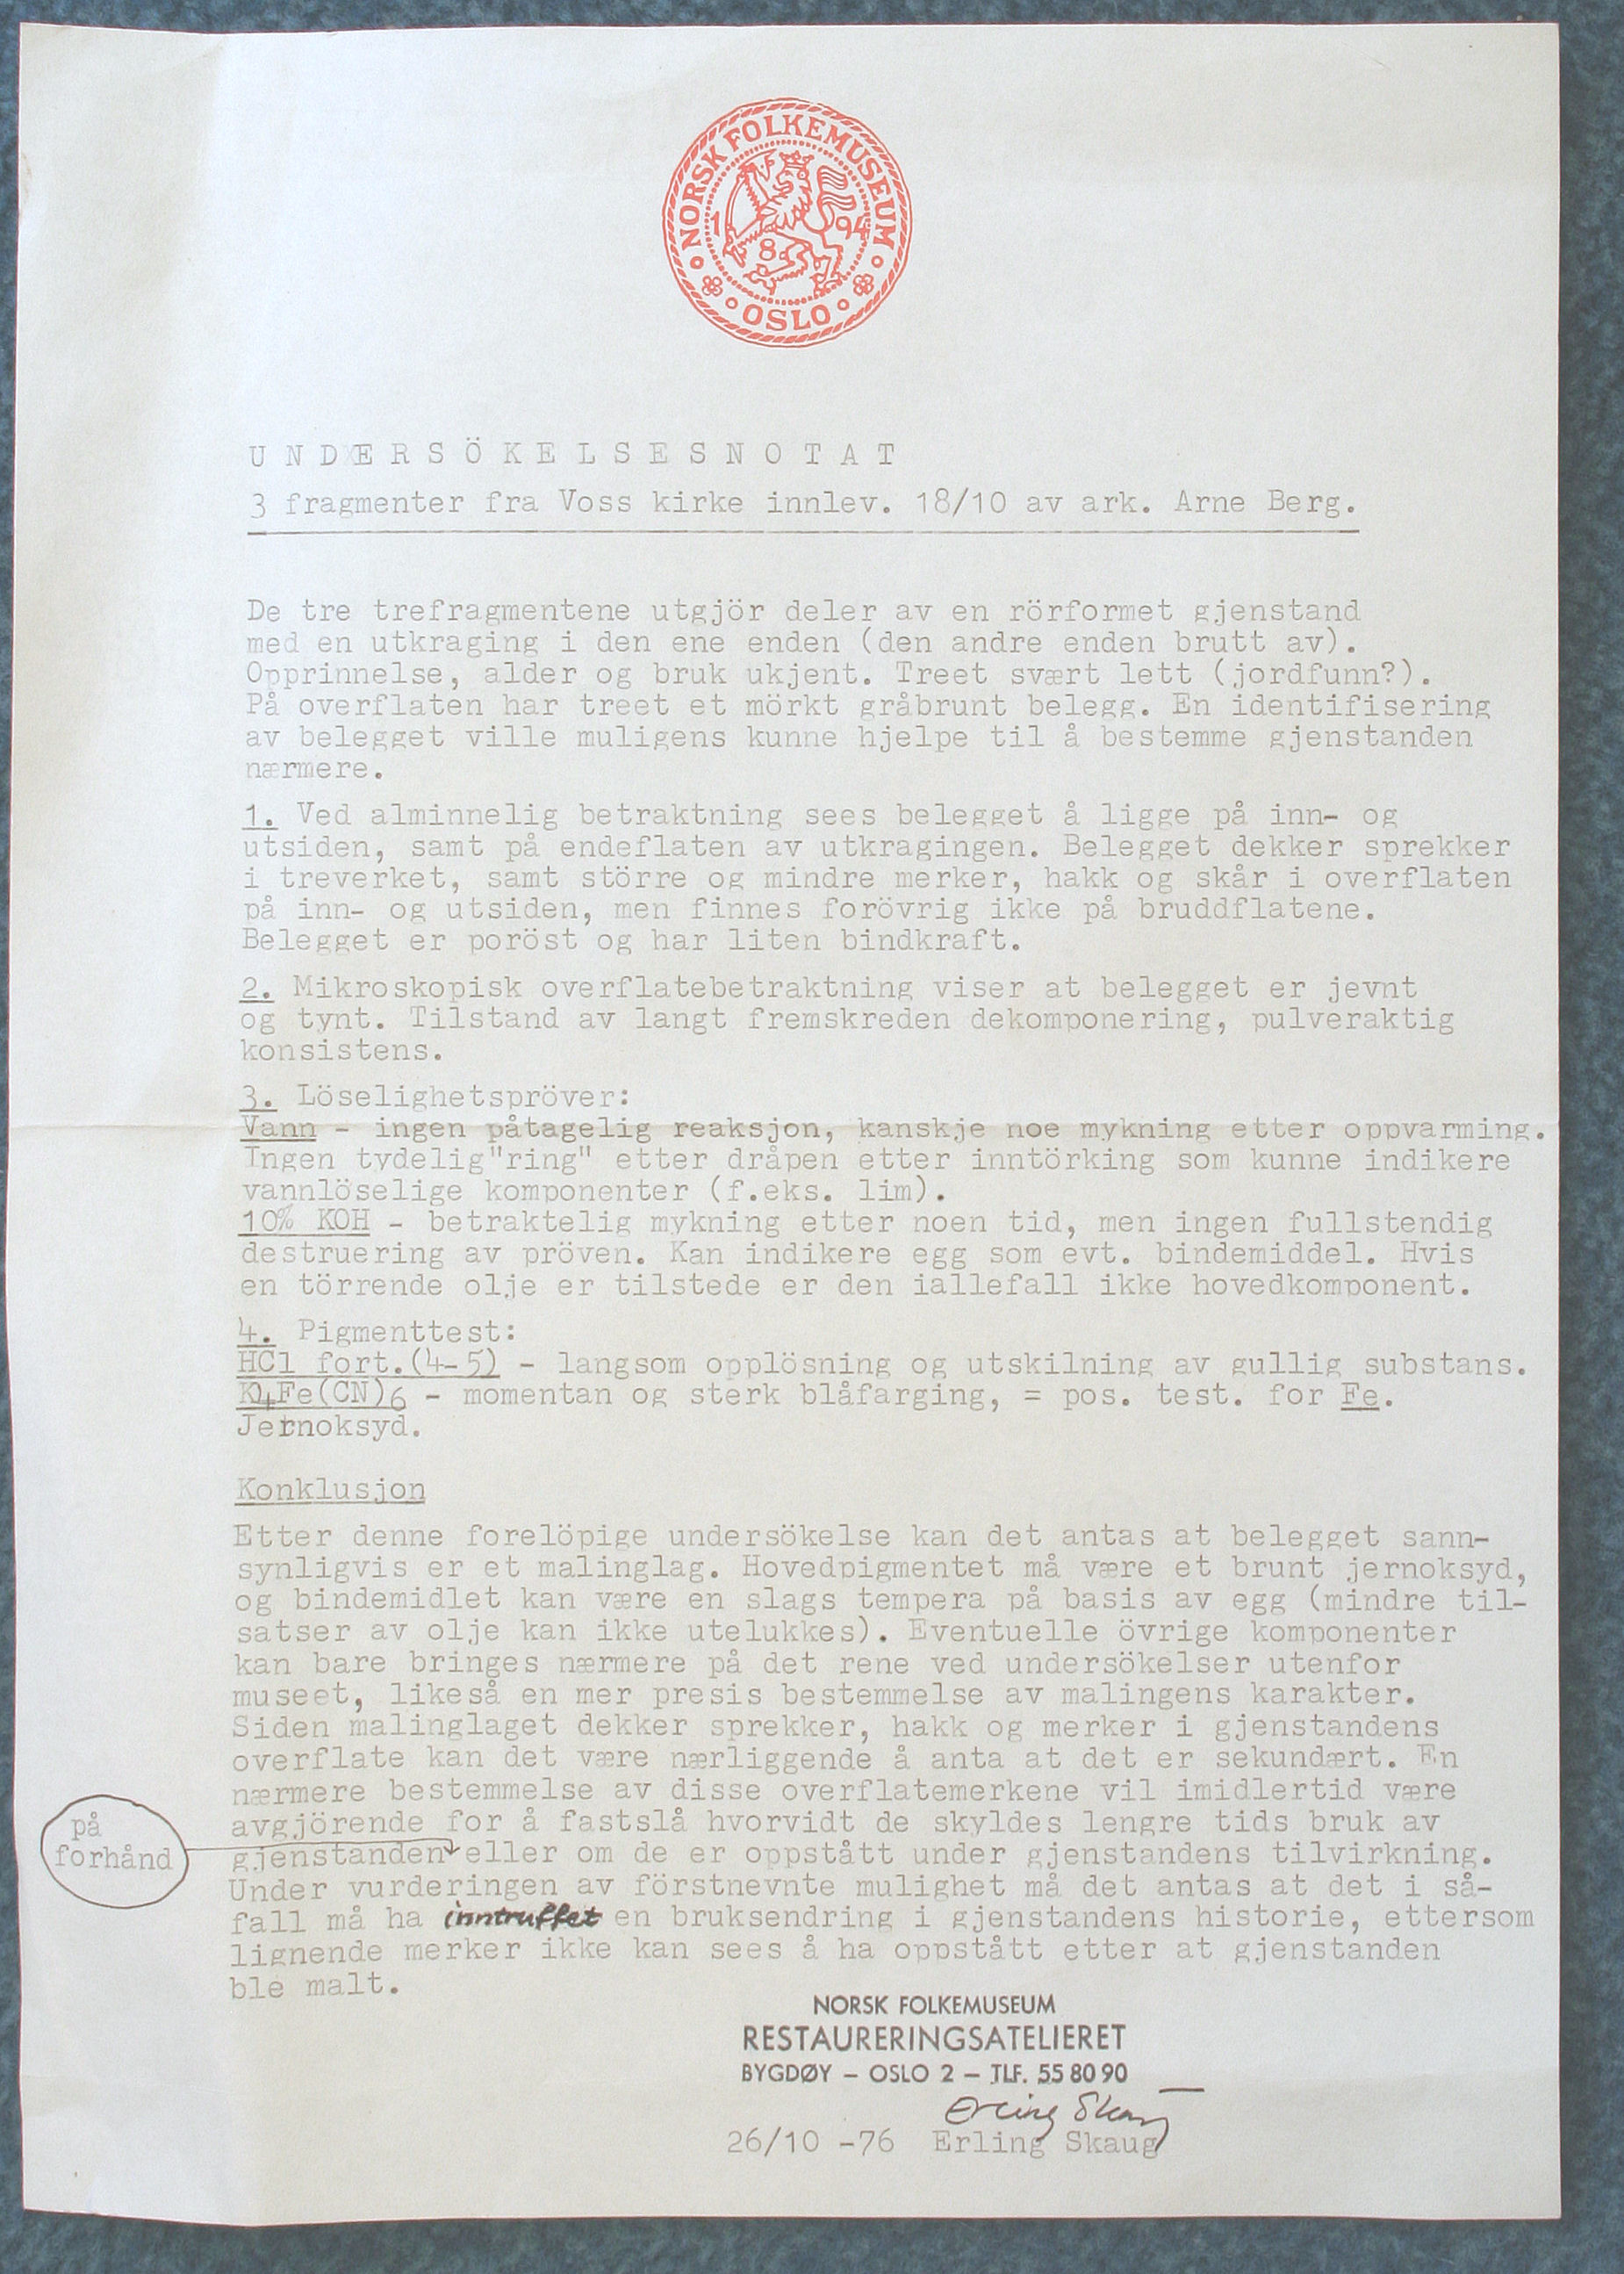 NORSK FOLKEMUSEUM
1894
OSLO
UNDERSÖKELSESNOTAT
3 fragmenter fra Voss kirke innlev. 18/10 av ark. Arne Berg.
De tre trefragmentene utgjör deler av en rörformet gjenstand
med en utkraging i den ene enden (den andre enden brutt av).
Opprinnelse, alder og bruk ukjent. Treet svært lett (jordfunn?).
På overflaten har treet et mörkt gråbrunt belegg. En identifisering
av belegget ville muligens kunne hjelpe til å bestemme gjenstanden
nærmere.
1. Ved alminnelig betraktning sees belegget å ligge på inn- og
utsiden, samt på endeflaten av utkragingen. Belegget dekker sprekker
i treverket, samt större og mindre merker, hakk og skår i overflaten
på inn- og utsiden, men finnes forövrig ikke på bruddflatene.
Belegget er poröst og har liten bindkraft.
2. Mikroskopisk overflatebetraktning viser at belegget er jevnt
og tynt. Tilstand av langt fremskreden dekomponering, pulveraktig
konsistens.
3. Löselighetspröver:
Vann - ingen påtagelig reaksjon, kanskje noe mykning etter oppvarming.
Ingen tydelig"ring" etter dråpen etter inntörking som kunne indikere
vannlöselige komponenter (f.eks. lim).
10% KOH - betraktelig mykning etter noen tid, men ingen fullstendig
destruering av pröven. Kan indikere egg som evt. bindemiddel. Hvis
en törrende olje er tilstede er den iallefall ikke hovedkomponent.
4. Pigmenttest:
HCl fort.(4-5) - langsom opplösning og utskilning av gullig substans.
K4Fe(CN)6 - momentan og sterk blåfarging, = pos. test. for Fe.
Jernoksyd.
Konklusjon
Etter denne forelöpige undersökelse kan det antas at belegget sann-
synligvis er et malinglag. Hovedpigmentet må være et brunt jernoksyd,
og bindemidlet kan være en slags tempera på basis av egg (mindre til-
satser av olje kan ikke utelukkes). Eventuelle övrige komponenter
kan bare bringes nærmere på det rene ved undersökelser utenfor
museet, likeså en mer presis bestemmelse av malingens karakter.
Siden malinglaget dekker sprekker, hakk og merker i gjenstandens
overflate kan det være nærliggende å anta at det er sekundært. En
nærmere bestemmelse av disse overflatemerkene vil imidlertid være
avgjörende for å fastslå hvorvidt de skyldes lengre tids bruk av
på
forhånd
gjenstanden eller om de er oppstått under gjenstandens tilvirkning.
Under vurderingen av förstnevnte mulighet må det antas at det i så-
fall må ha inntruffet en bruksendring i gjenstandens historie, ettersom
lignende merker ikke kan sees å ha oppstått etter at gjenstanden
ble malt.
NORSK FOLKEMUSEUM
RESTAURERINGSATELIERET
BYGDØY – OSLO 2 – TLF. 55 80 90
Erling Skaug
26/10 -76 Erling Skaug